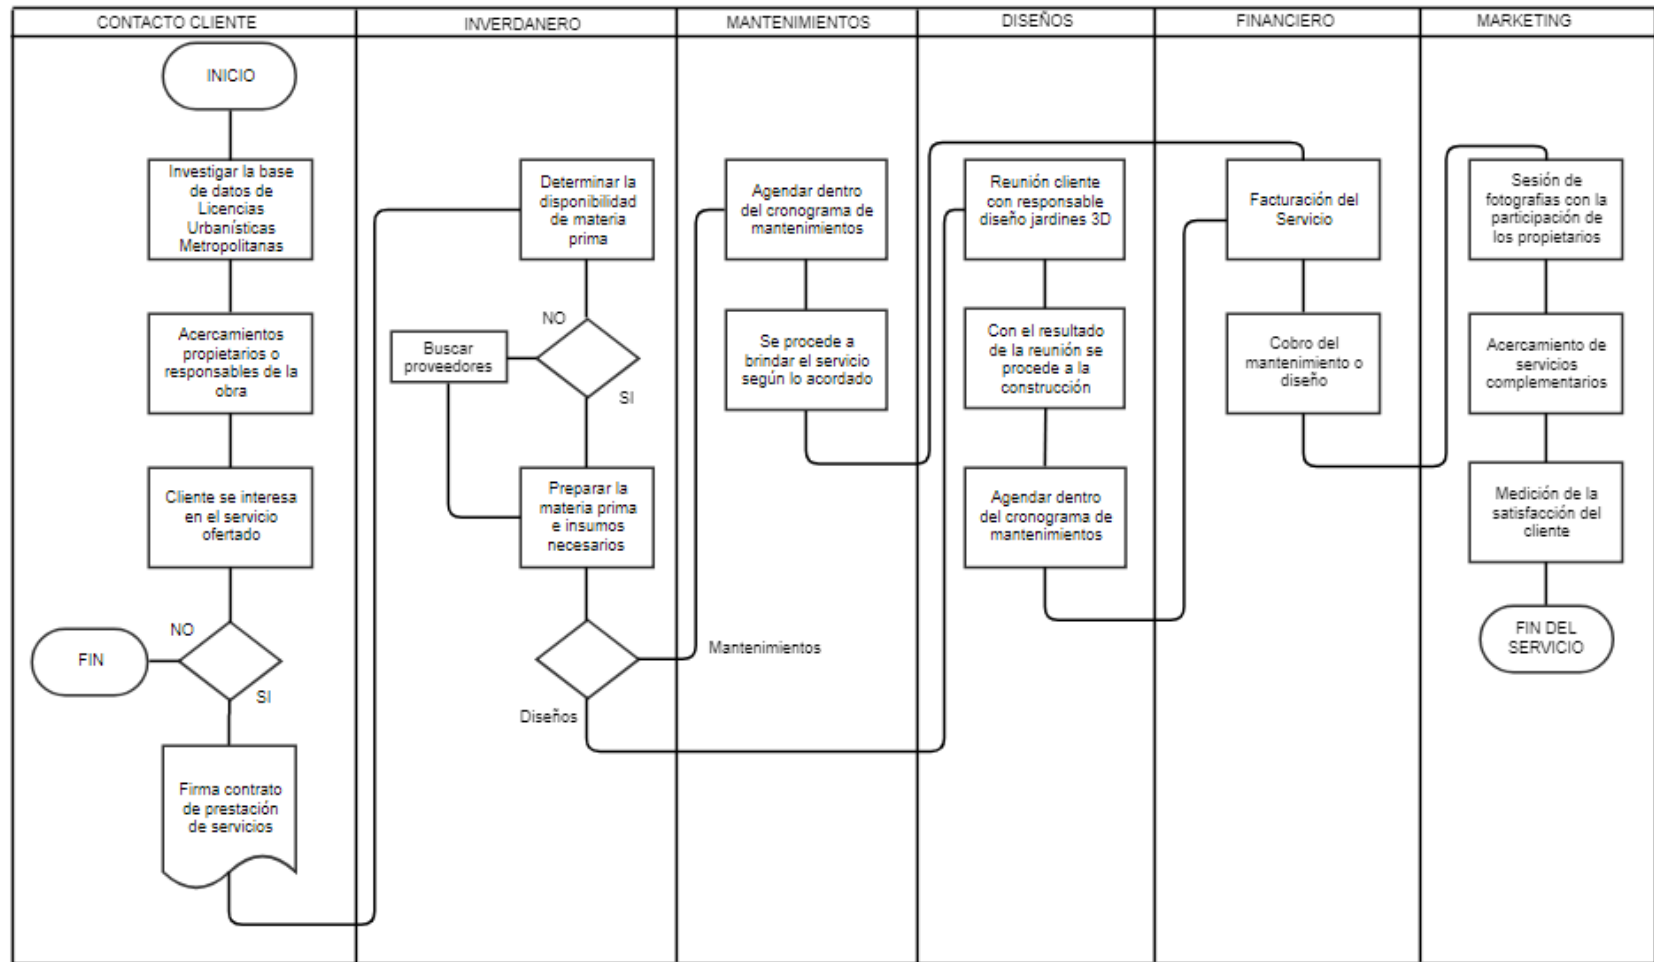 CONTACTO CLIENTE
INVERDANERO
MANTENIMIENTOS
DISEÑOS
FINANCIERO
MARKETING
INICIO
Investigar la base
de datos de
Licencias
Urbanísticas
Metropolitanas
Acercamientos
propietarios o
responsables de la
obra
Cliente se interesa
en el servicio
ofertado
NO
FIN
SI
Firma contrato
de prestación
de servicios
Determinar la
disponibilidad
de materia
prima
NO
Buscar
proveedores
SI
Preparar la
materia prima
e insumos
necesarios
Mantenimientos
Diseños
Agendar dentro
del cronograma de
mantenimientos
Se procede a
brindar el servicio
según lo acordado
Reunión cliente
con responsable
diseño jardines 3D
Con el resultado
de la reunión se
procede a la
construcción
Agendar dentro
del cronograma de
mantenimientos
Facturación del
Servicio
Cobro del
mantenimiento o
diseño
Sesión de
fotografias con la
participación de
los propietarios
Acercamiento de
servicios
complementarios
Medición de la
satisfacción del
cliente
FIN DEL
SERVICIO